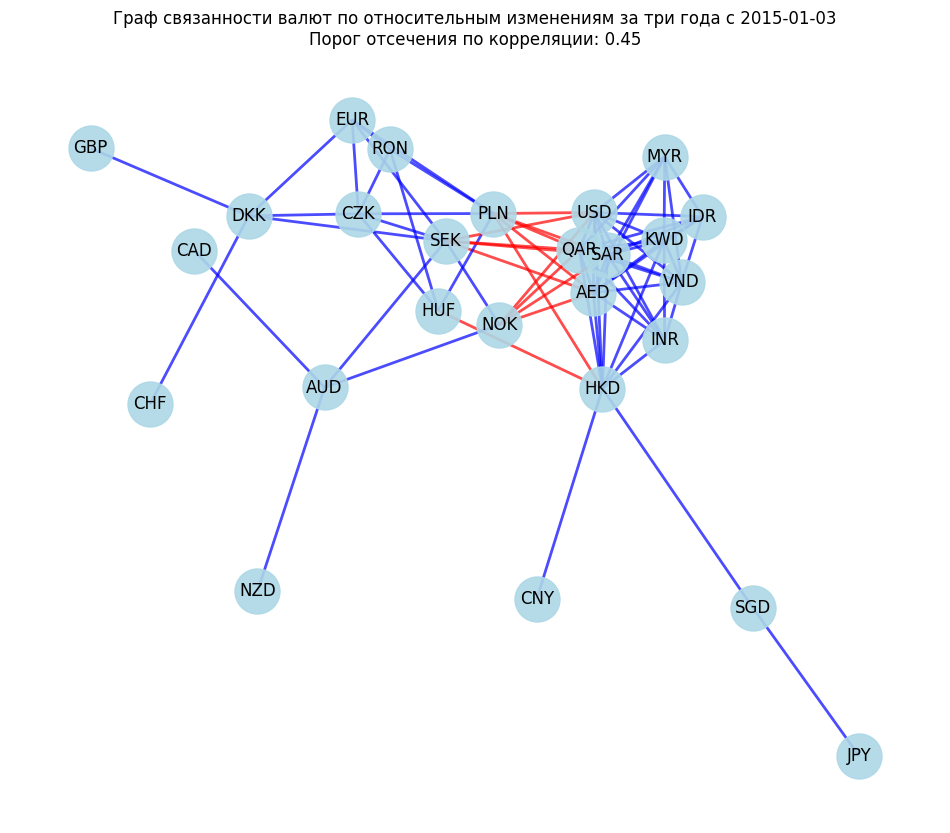 Граф связанности валют по относительным изменениям за три года с 2015-01-03
Порог отсечения по корреляции: 0.45
EUR
GBP
RON
MYR
DKK
CZK
PLN
USD
IDR
CAD
SEK
QAR
SAR
KWD
VND
AED
HUF
NOK
INR
CHF
AUD
HKD
NZD
CNY
SGD
JPY